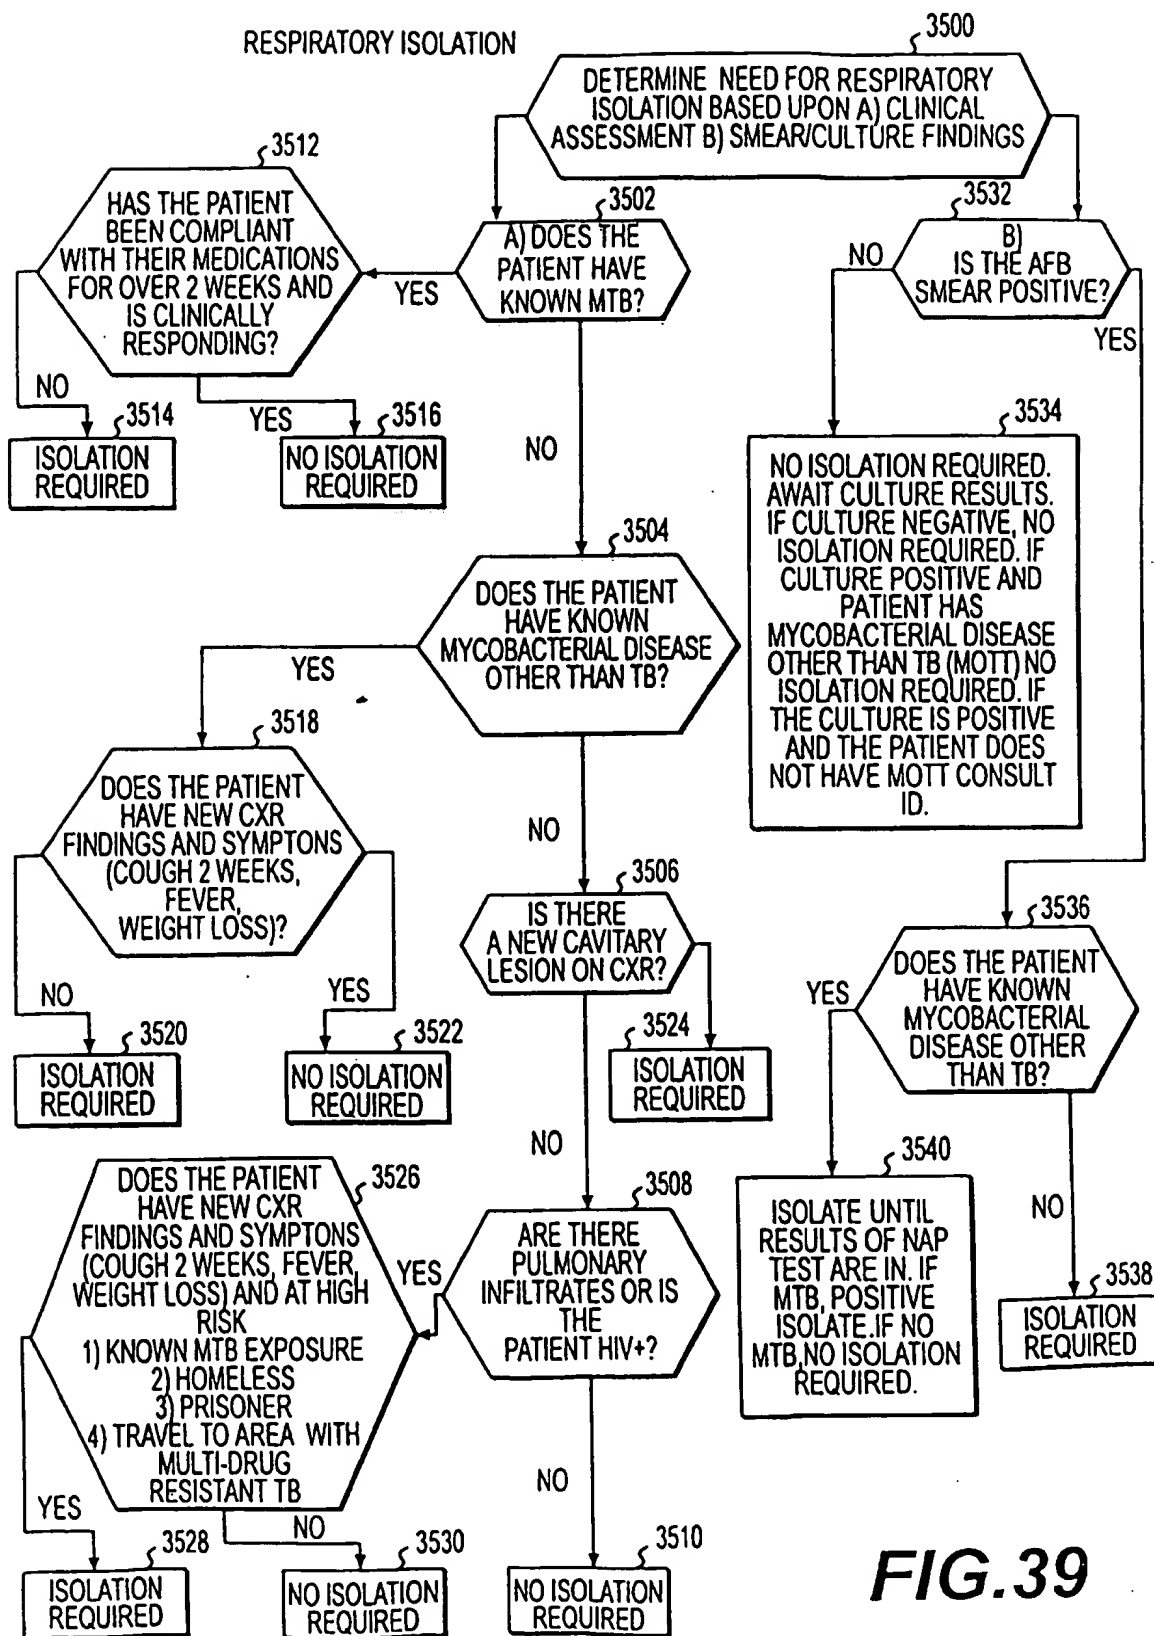 RESPIRATORY ISOLATION
3500
DETERMINE NEED FOR RESPIRATORY
ISOLATION BASED UPON A) CLINICAL
ASSESSMENT B) SMEAR/CULTURE FINDINGS
3512
HAS THE PATIENT
BEEN COMPLIANT
WITH THEIR MEDICATIONS
FOR OVER 2 WEEKS AND
IS CLINICALLY
RESPONDING?
3502
A) DOES THE
PATIENT HAVE
KNOWN MTB?
YES
3532
B)
IS THE AFB
SMEAR POSITIVE?
NO
YES
NO
3514
ISOLATION
REQUIRED
YES
3516
NO ISOLATION
REQUIRED
NO
3534
NO ISOLATION REQUIRED.
AWAIT CULTURE RESULTS.
IF CULTURE NEGATIVE, NO
ISOLATION REQUIRED. IF
CULTURE POSITIVE AND
PATIENT HAS
MYCOBACTERIAL DISEASE
OTHER THAN TB (MOTT) NO
ISOLATION REQUIRED. IF
THE CULTURE IS POSITIVE
AND THE PATIENT DOES
NOT HAVE MOTT CONSULT
ID.
3504
DOES THE PATIENT
HAVE KNOWN
MYCOBACTERIAL DISEASE
OTHER THAN TB?
YES
NO
3518
DOES THE PATIENT
HAVE NEW CXR
FINDINGS AND SYMPTONS
(COUGH 2 WEEKS,
FEVER,
WEIGHT LOSS)?
NO
3520
ISOLATION
REQUIRED
YES
3522
NO ISOLATION
REQUIRED
3506
IS THERE
A NEW CAVITARY
LESION ON CXR?
3524
ISOLATION
REQUIRED
NO
3536
DOES THE PATIENT
HAVE KNOWN
MYCOBACTERIAL
DISEASE OTHER
THAN TB?
YES
NO
3540
ISOLATE UNTIL
RESULTS OF NAP
TEST ARE IN. IF
MTB, POSITIVE
ISOLATE.IF NO
MTB,NO ISOLATION
REQUIRED.
3538
ISOLATION
REQUIRED
3526
DOES THE PATIENT
HAVE NEW CXR
FINDINGS AND SYMPTONS
(COUGH 2 WEEKS, FEVER,
WEIGHT LOSS) AND AT HIGH
RISK
1) KNOWN MTB EXPOSURE
2) HOMELESS
3) PRISONER
4) TRAVEL TO AREA WITH
MULTI-DRUG
RESISTANT TB
YES
3508
ARE THERE
PULMONARY
INFILTRATES OR IS
THE
PATIENT HIV+?
YES
3528
ISOLATION
REQUIRED
NO
3530
NO ISOLATION
REQUIRED
NO
3510
NO ISOLATION
REQUIRED
FIG.39